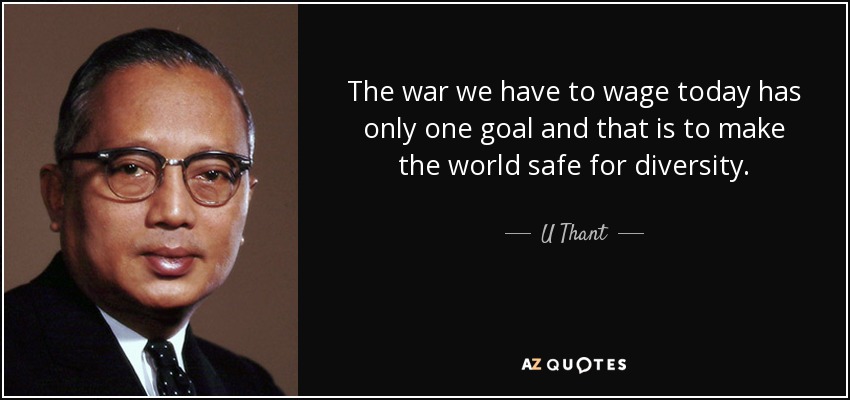 The war we have to wage today has
only one goal and that is to make
the world safe for diversity.
U Thant
AZ QUOTES